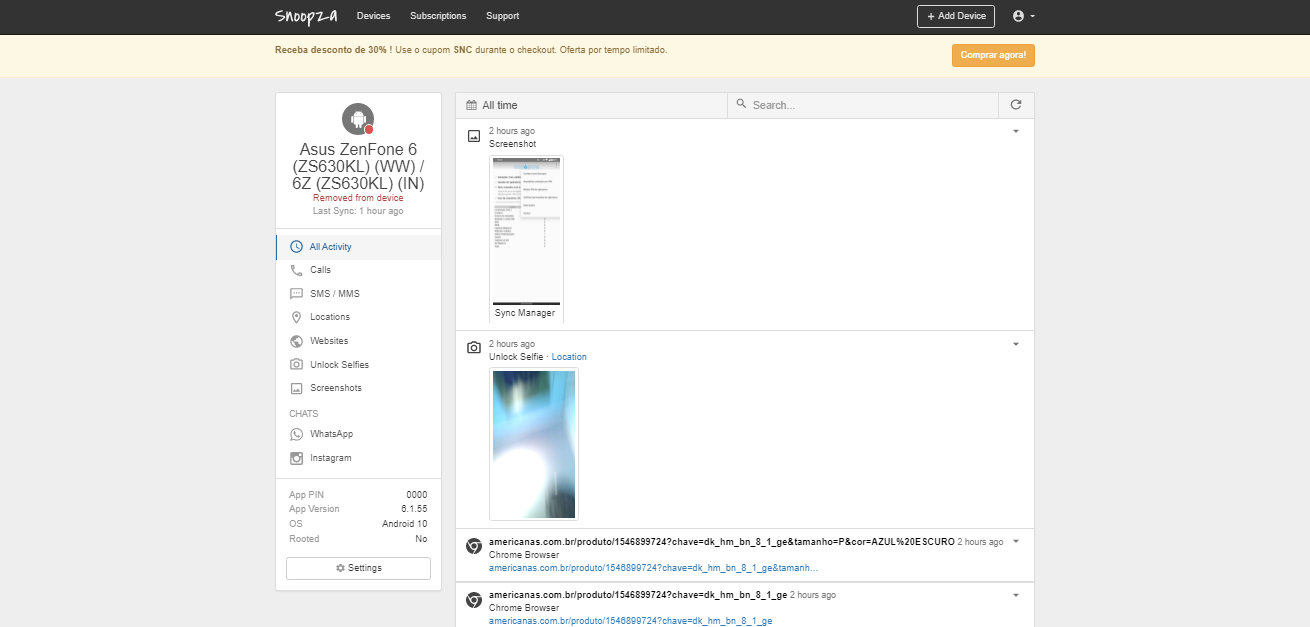 Snoopza
Devices Subscriptions Support
+ Add Device
Receba desconto de 30% ! Use o cupom SNC durante o checkout. Oferta por tempo limitado.
Comprar agora!
Asus ZenFone 6
(ZS630KL) (WW) /
6Z (ZS630KL) (IN)
Removed from device
Last Sync: 1 hour ago
All Activity
Calls
SMS / MMS
Locations
Websites
Unlock Selfies
Screenshots
CHATS
WhatsApp
Instagram
App PIN 0000
App Version 6.1.55
OS Android 10
Rooted No
Settings
All time
Search...
2 hours ago
Screenshot
Sync Manager
2 hours ago
Unlock Selfie · Location
americanas.com.br/produto/1546899724?chave=dk_hm_bn_8_1_ge&tamanho=P&cor=AZUL%20ESCURO 2 hours ago
Chrome Browser
americanas.com.br/produto/1546899724?chave=dk_hm_bn_8_1_ge&tamanh...
americanas.com.br/produto/1546899724?chave=dk_hm_bn_8_1_ge 2 hours ago
Chrome Browser
americanas.com.br/produto/1546899724?chave=dk_hm_bn_8_1_ge